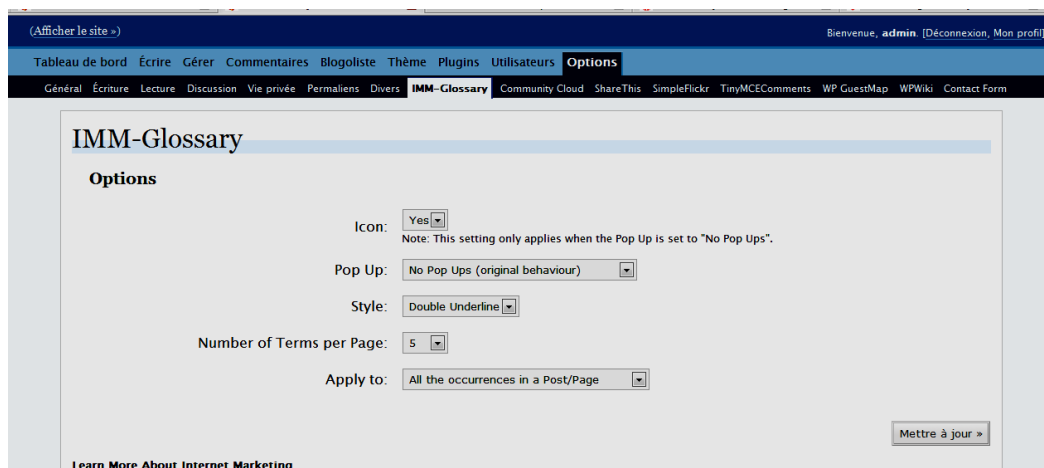 (Afficher le site »)
Bienvenue, admin. [Déconnexion, Mon profil]
Tableau de bord Écrire Gérer Commentaires Blogoliste Thème Plugins Utilisateurs Options
Général Écriture Lecture Discussion Vie privée Permaliens Divers IMM-Glossary Community Cloud ShareThis SimpleFlickr TinyMCEComments WP GuestMap WPWiki Contact Form
IMM-Glossary
Options
Icon: Yes
Note: This setting only applies when the Pop Up is set to "No Pop Ups".
Pop Up: No Pop Ups (original behaviour)
Style: Double Underline
Number of Terms per Page: 5
Apply to: All the occurrences in a Post/Page
Mettre à jour »
Learn More About Internet Marketing